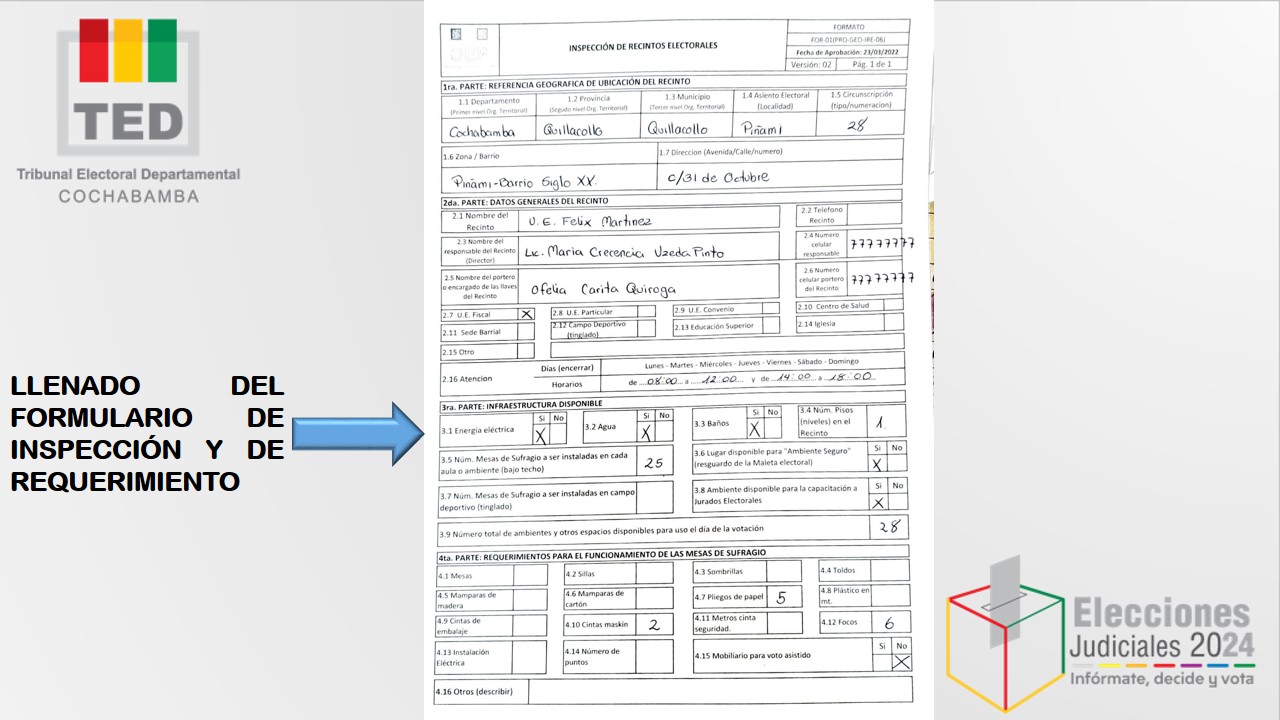 TED
Tribunal Electoral Departamental
COCHABAMBA
LLENADO DEL
FORMULARIO DE
INSPECCIÓN Y DE
REQUERIMIENTO
INSPECCIÓN DE RECINTOS ELECTORALES
FORMATO
FOR-01(PRO-GEO-IRE-06)
Fecha de Aprobación: 23/03/2022
Versión: 02 Pág. 1 de 1
1ra. PARTE: REFERENCIA GEOGRAFICA DE UBICACIÓN DEL RECINTO
1.1 Departamento
(Primer nivel Org. Territorial)
1.2 Provincia
(Segudo nivel Org. Territorial)
1.3 Municipio
(Tercer nivel Org. Territorial)
1.4 Asiento Electoral
(Localidad)
1.5 Circunscripción
(tipo/numeracion)
Cochabamba Quillacollo Quillacollo Piñami 28
1.6 Zona / Barrio
1.7 Direccion (Avenida/Calle/numero)
Piñami-Barrio Siglo XX.
C/31 de Octubre
2da. PARTE: DATOS GENERALES DEL RECINTO
2.1 Nombre del
Recinto
U.E. Felix Martinez
2.2 Telefono
Recinto
2.3 Nombre del
responsable del Recinto
(Director)
Lic. Maria Crecencia Uzeda Pinto
2.4 Numero
celular
responsable
77777777
2.5 Nombre del portero
o encargado de las llaves
del Recinto
Ofelia Carita Quiroga
2.6 Numero
celular portero
del Recinto
77777777
2.7 U.E. Fiscal X
2.8 U.E. Particular
2.9 U.E. Convenio
2.10 Centro de Salud
2.11 Sede Barrial
2.12 Campo Deportivo
(tinglado)
2.13 Educación Superior
2.14 Iglesia
2.15 Otro
2.16 Atencion
Días (encerrar)
Lunes - Martes - Miércoles - Jueves - Viernes - Sábado - Domingo
Horarios
de ....08:00... a .....12:00.... y de ...14:00.. a ..18:00...
3ra. PARTE: INFRAESTRUCTURA DISPONIBLE
3.1 Energía eléctrica
Si No
X
3.2 Agua
Si No
X
3.3 Baños
Si No
X
3.4 Núm. Pisos
(niveles) en el
Recinto
1.
3.5 Núm. Mesas de Sufragio a ser instaladas en cada
aula o ambiente (bajo techo)
25
3.6 Lugar disponible para "Ambiente Seguro"
(resguardo de la Maleta electoral)
Si No
X
3.7 Núm. Mesas de Sufragio a ser instaladas en campo
deportivo (tinglado)
3.8 Ambiente disponible para la capacitación a
Jurados Electorales
Si No
X
3.9 Número total de ambientes y otros espacios disponibles para uso el día de la votación
28
4ta. PARTE: REQUERIMIENTOS PARA EL FUNCIONAMIENTO DE LAS MESAS DE SUFRAGIO
4.1 Mesas
4.2 Sillas
4.3 Sombrillas
4.4 Toldos
4.5 Mamparas de
madera
4.6 Mamparas de
cartón
4.7 Pliegos de papel 5
4.8 Plástico en
mt.
4.9 Cintas de
embalaje
4.10 Cintas maskin 2
4.11 Metros cinta
seguridad.
4.12 Focos 6
4.13 Instalación
Eléctrica
4.14 Número de
puntos
4.15 Mobiliario para voto asistido
Si No
X
4.16 Otros (describir)
Elecciones
Judiciales 2024
Infórmate, decide y vota